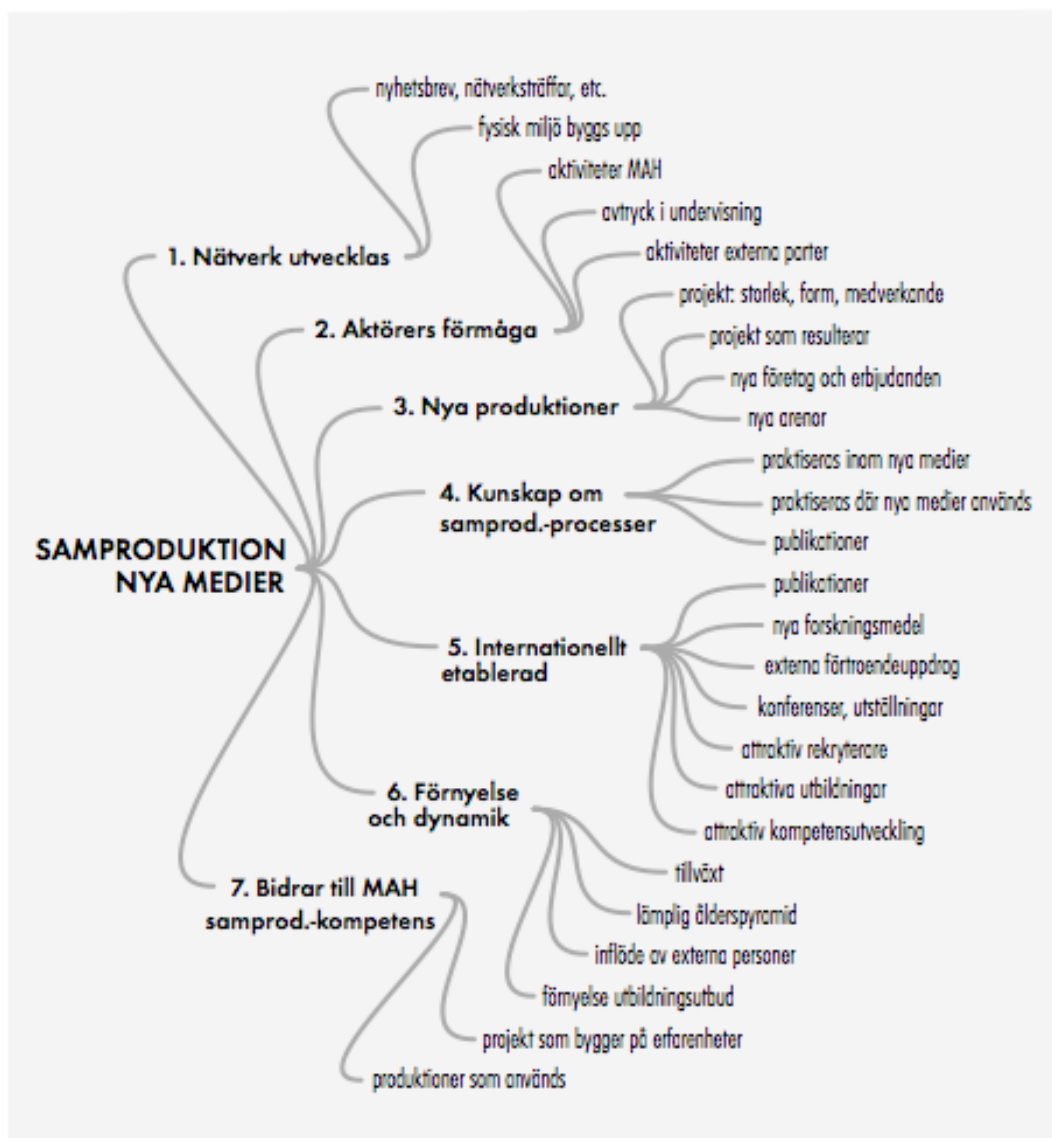 nyhetsbrev, nätverksträffar, etc.
fysisk miljö byggs upp
aktiviteter MAH
avtryck i undervisning
aktiviteter externa parter
1. Nätverk utvecklas
projekt: storlek, form, medverkande
2. Aktörers förmåga
projekt som resulterar
nya företag och erbjudanden
3. Nya produktioner
nya arenor
praktiseras inom nya medier
4. Kunskap om
samprod.-processer
praktiseras där nya medier används
publikationer
SAMPRODUKTION
NYA MEDIER
publikationer
nya forskningsmedel
5. Internationellt
etablerad
externa förtroendeuppdrag
konferenser, utställningar
attraktiv rekryterare
attraktiva utbildningar
attraktiv kompetensutveckling
6. Förnyelse
och dynamik
tillväxt
7. Bidrar till MAH
samprod.-kompetens
lämplig ålderspyramid
inflöde av externa personer
förnyelse utbildningsutbud
projekt som bygger på erfarenheter
produktioner som används